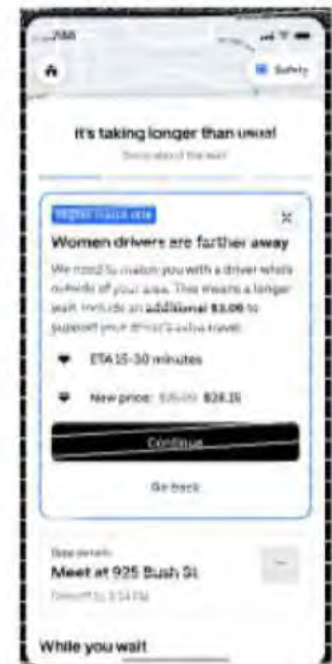 Safety
It's taking longer than usual
Women drivers are farther away
We need to match you with a driver who's
outside of your area. This means a longer
wait. Include an additional $3.00 to
support your driver's extra travel.
ETA 15-30 minutes
New price: $28.15
Continue
Go back
Meet at 925 Bush St
While you wait